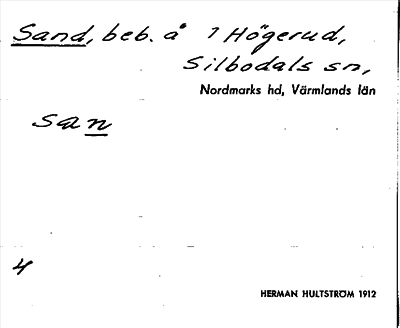 Sand, beb. å 1 Högerud,
Silbodals sn,
Nordmarks hd, Värmlands län
san
4
HERMAN HULTSTRÖM 1912